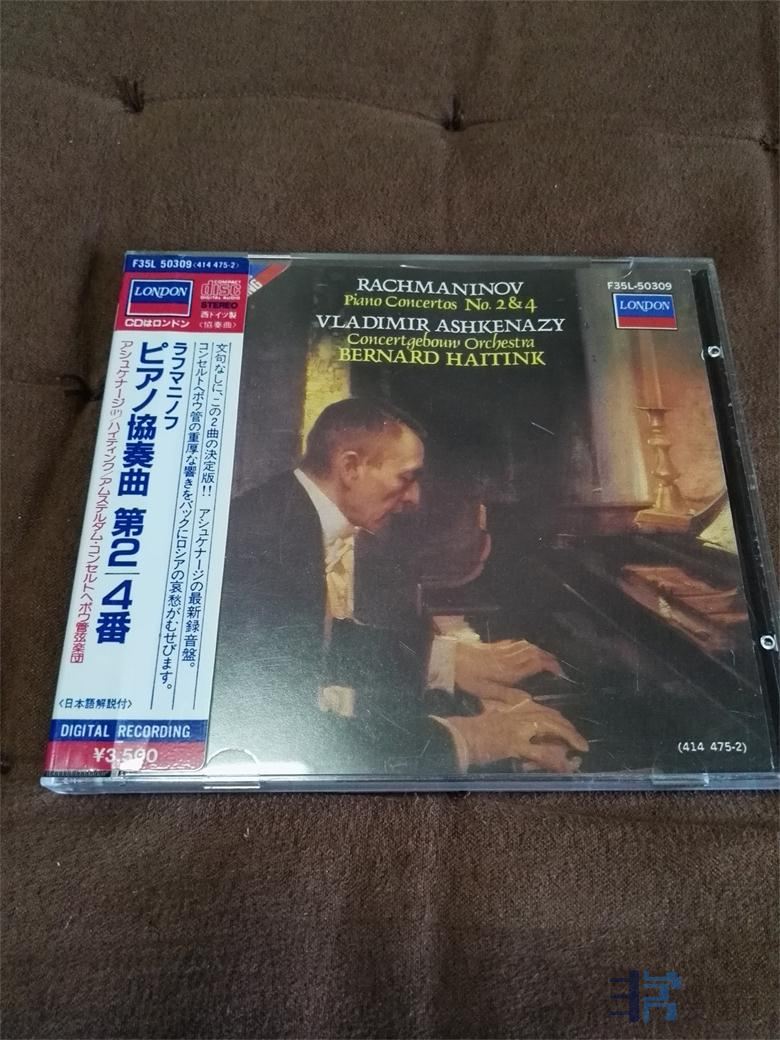 F35L 50309〈414 475-2〉
LONDON
COMPACT
disc
DIGITAL AUDIO
STEREO
CDはロンドン
西ドイツ製
〈協奏曲〉
文句なしに、この2曲の決定版!! アシュケナージの最新録音盤。
コンセルトヘボウ管の重厚な響きをバックにロシアの哀愁がむせびます。
ラフマニノフ
ピアノ協奏曲 第2/4番
アシュケナージ(P)/ハイティンク/アムステルダム・コンセルトヘボウ管弦楽団
〈日本語解説付〉
DIGITAL RECORDING
¥3,500
RACHMANINOV
Piano Concertos No. 2 & 4
VLADIMIR ASHKENAZY
Concertgebouw Orchestra
BERNARD HAITINK
F35L-50309
LONDON
(414 475-2)